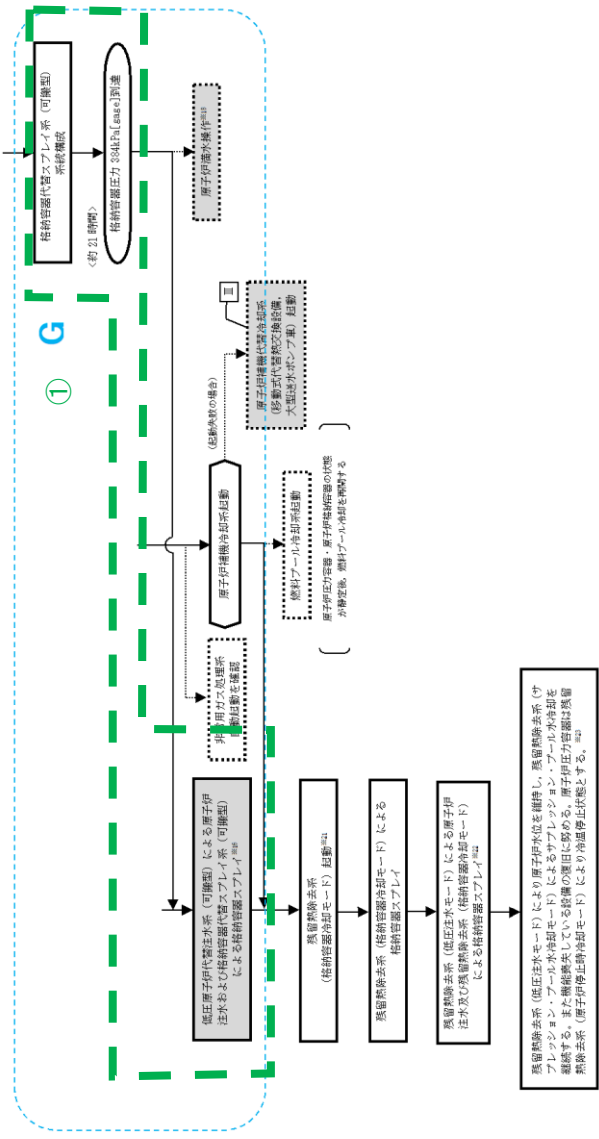 格納容器代替スプレイ系（可搬型）
系統構成
<約 21 時間>
格納容器圧力 384kPa[gage]到達
G
①
原子炉満水操作
Ⅲ
原子炉補機代替冷却系
（移動式代替熱交換設備，
大型送水ポンプ車）起動
（起動失敗の場合）
原子炉補機冷却系起動
燃料プール冷却系起動
原子炉圧力容器・原子炉格納容器の状態
が静定後，燃料プール冷却を再開する
非常用ガス処理系
自動起動を確認
低圧原子炉代替注水系（可搬型）による原子炉
注水および格納容器代替スプレイ系（可搬型）
による格納容器スプレイ
残留熱除去系
（格納容器冷却モード）起動※21
残留熱除去系（格納容器冷却モード）による
格納容器スプレイ
残留熱除去系（低圧注水モード）による原子炉
注水及び残留熱除去系（格納容器冷却モード）
による格納容器スプレイ※22
残留熱除去系（低圧注水モード）により原子炉水位を維持し，残留熱除去系（サ
プレッション・プール水冷却モード）によるサプレッション・プール水冷却を
継続する。また機能喪失している設備の復旧に努める。原子炉圧力容器は残留
熱除去系（原子炉停止時冷却モード）により冷温停止状態とする。※23